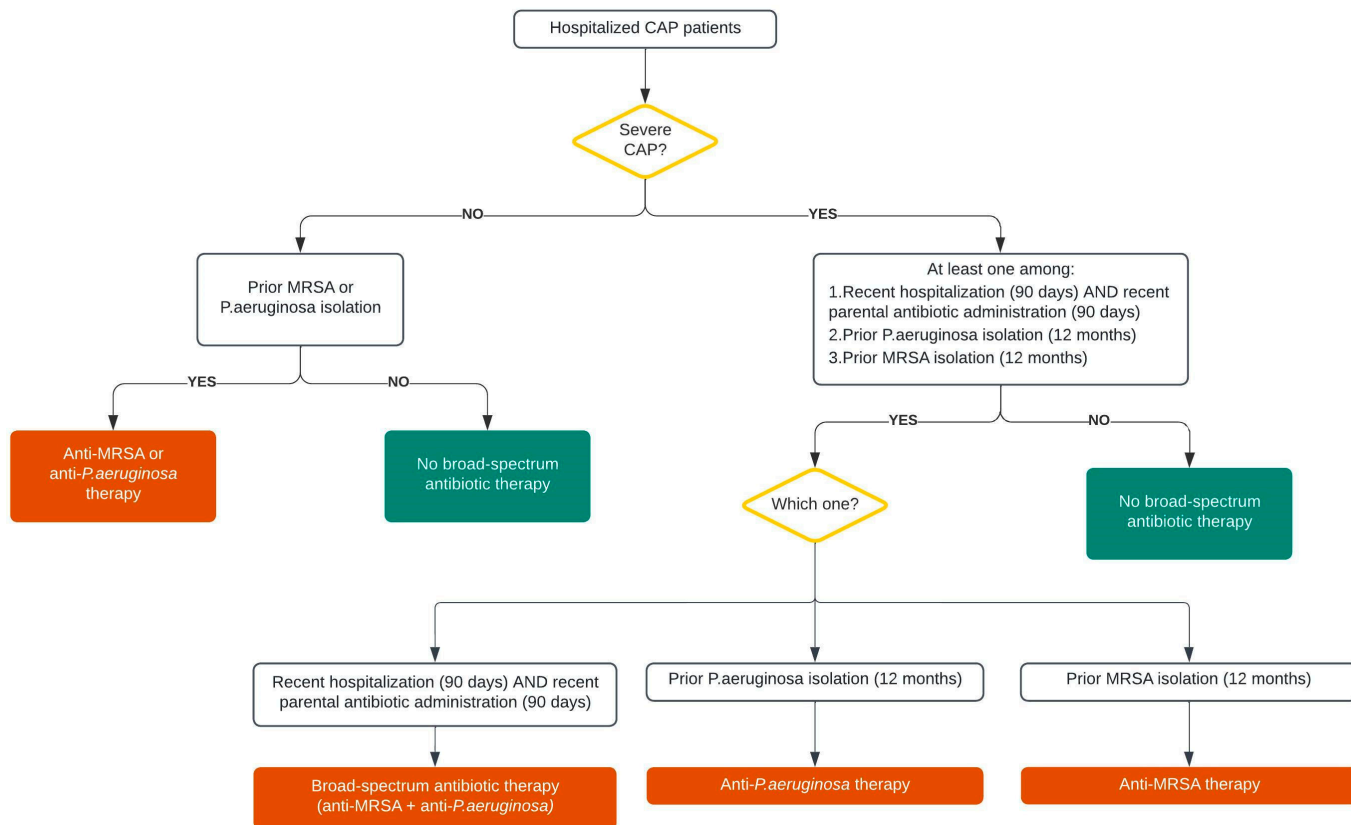 Hospitalized CAP patients
Severe
CAP?
NO
YES
Prior MRSA or
P.aeruginosa isolation
At least one among:
1.Recent hospitalization (90 days) AND recent
parental antibiotic administration (90 days)
2.Prior P.aeruginosa isolation (12 months)
3.Prior MRSA isolation (12 months)
YES
NO
YES
NO
Anti-MRSA or
anti-P.aeruginosa
therapy
No broad-spectrum
antibiotic therapy
Which one?
No broad-spectrum
antibiotic therapy
Recent hospitalization (90 days) AND recent
parental antibiotic administration (90 days)
Prior P.aeruginosa isolation (12 months)
Prior MRSA isolation (12 months)
Broad-spectrum antibiotic therapy
(anti-MRSA + anti-P.aeruginosa)
Anti-P.aeruginosa therapy
Anti-MRSA therapy